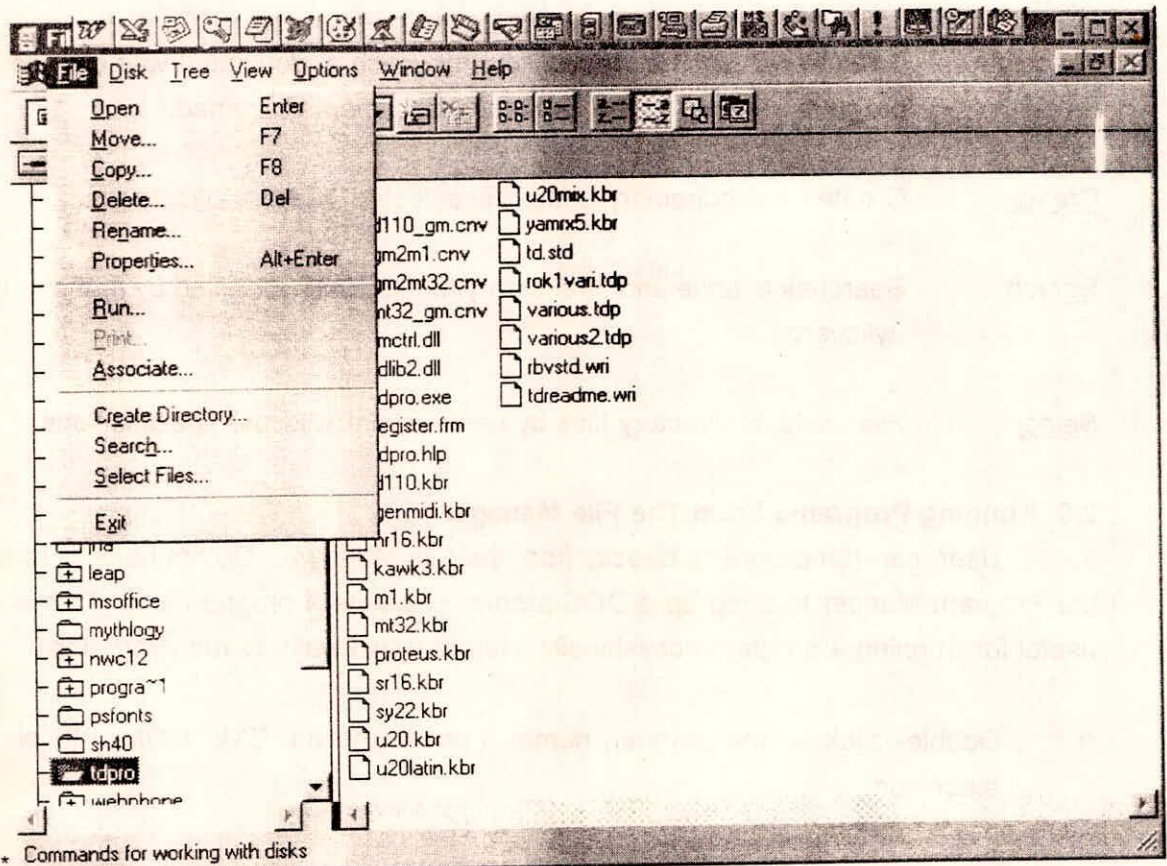 File Disk Tree View Options Window Help
Open Enter
Move... F7
Copy... F8
Delete... Del
Rename...
Properties... Alt+Enter
Run...
Print...
Associate...
Create Directory...
Search...
Select Files...
Exit
leap
msoffice
mythlogy
nwc12
progra~1
psfonts
sh40
tdpro
webphone
d110_gm.cnv
gm2m1.cnv
gm2mt32.cnv
mt32_gm.cnv
mctrl.dll
dlib2.dll
dpro.exe
egister.frm
dpro.hlp
d110.kbr
genmidi.kbr
hr16.kbr
kawk3.kbr
m1.kbr
mt32.kbr
proteus.kbr
sr16.kbr
sy22.kbr
u20.kbr
u20latin.kbr
u20mix.kbr
yamrx5.kbr
td.std
rok1vari.tdp
various.tdp
various2.tdp
rbvstd.wri
tdreadme.wri
* Commands for working with disks